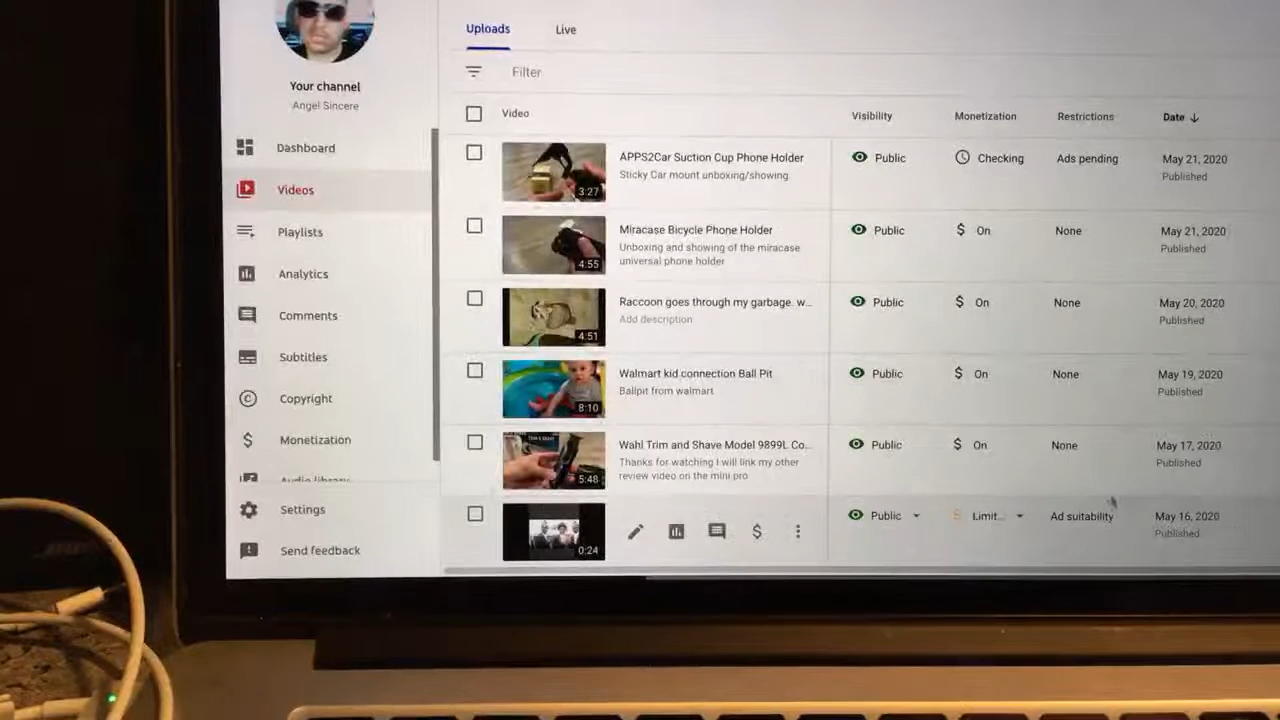 Your channel
Angel Sincere
Dashboard
Videos
Playlists
Analytics
Comments
Subtitles
Copyright
Monetization
Audio library
Settings
Send feedback
Uploads Live
Filter
Video Visibility Monetization Restrictions Date
3:27 APPS2Car Suction Cup Phone Holder Public Checking Ads pending May 21, 2020
Sticky Car mount unboxing/showing Published
4:55 Miracase Bicycle Phone Holder Public $ On None May 21, 2020
Unboxing and showing of the miracase Published
universal phone holder
4:51 Raccoon goes through my garbage. w... Public $ On None May 20, 2020
Add description Published
8:10 Walmart kid connection Ball Pit Public $ On None May 19, 2020
Ballpit from walmart Published
5:48 Wahl Trim and Shave Model 9899L Co... Public $ On None May 17, 2020
Thanks for watching I will link my other Published
review video on the mini pro
0:24 Public $ Limit... Ad suitability May 16, 2020
Published